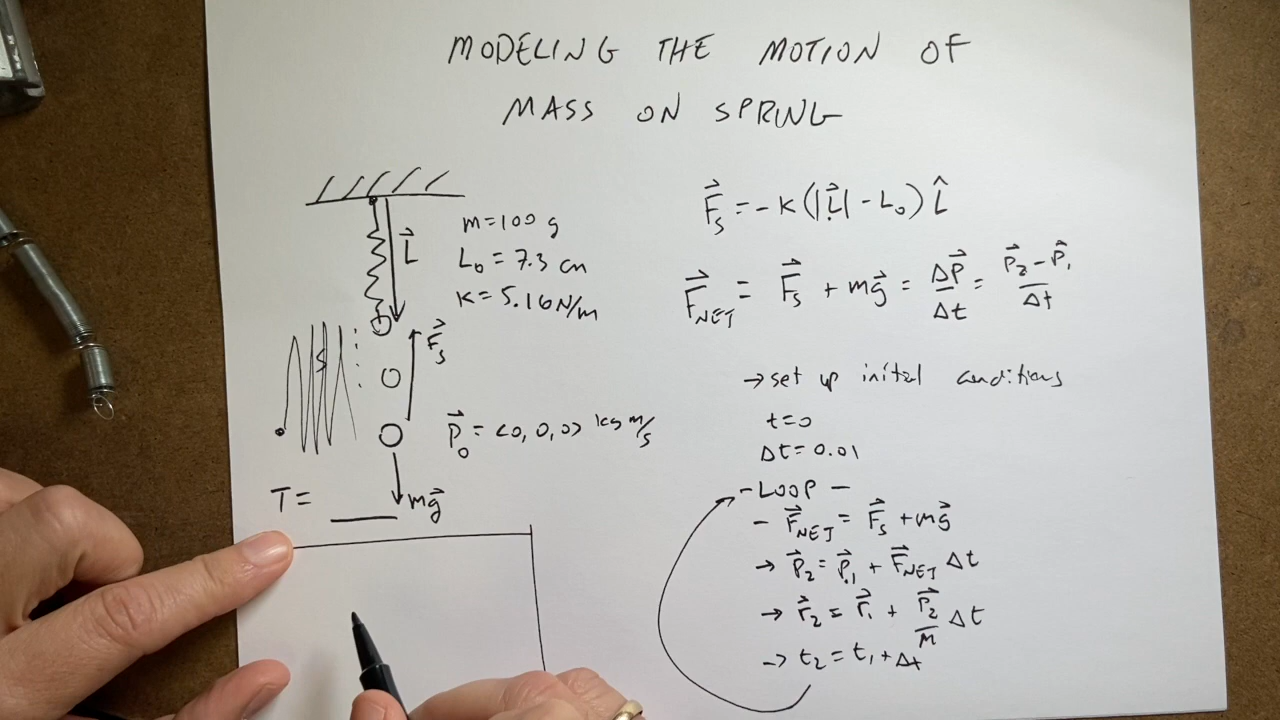 MODELING THE MOTION OF
MASS ON SPRING
L⃗
m=100 g
L₀ = 7.3 cm
K = 5.16 N/m
F⃗ₛ
P⃗₀ = <0, 0, 0> kg m/s
T = ____
mg⃗
F⃗ₛ = -K(|L⃗| - L₀) L̂
F⃗NET = F⃗ₛ + mg⃗ = ΔP⃗/Δt = (P⃗₂ - P⃗₁)/Δt
→ set up initial conditions
t=0
Δt = 0.01
- LOOP -
- F⃗NET = F⃗ₛ + mg⃗
→ P⃗₂ = P⃗₁ + F⃗NET Δt
→ r⃗₂ = r⃗₁ + P⃗₂/m Δt
→ t₂ = t₁ + Δt